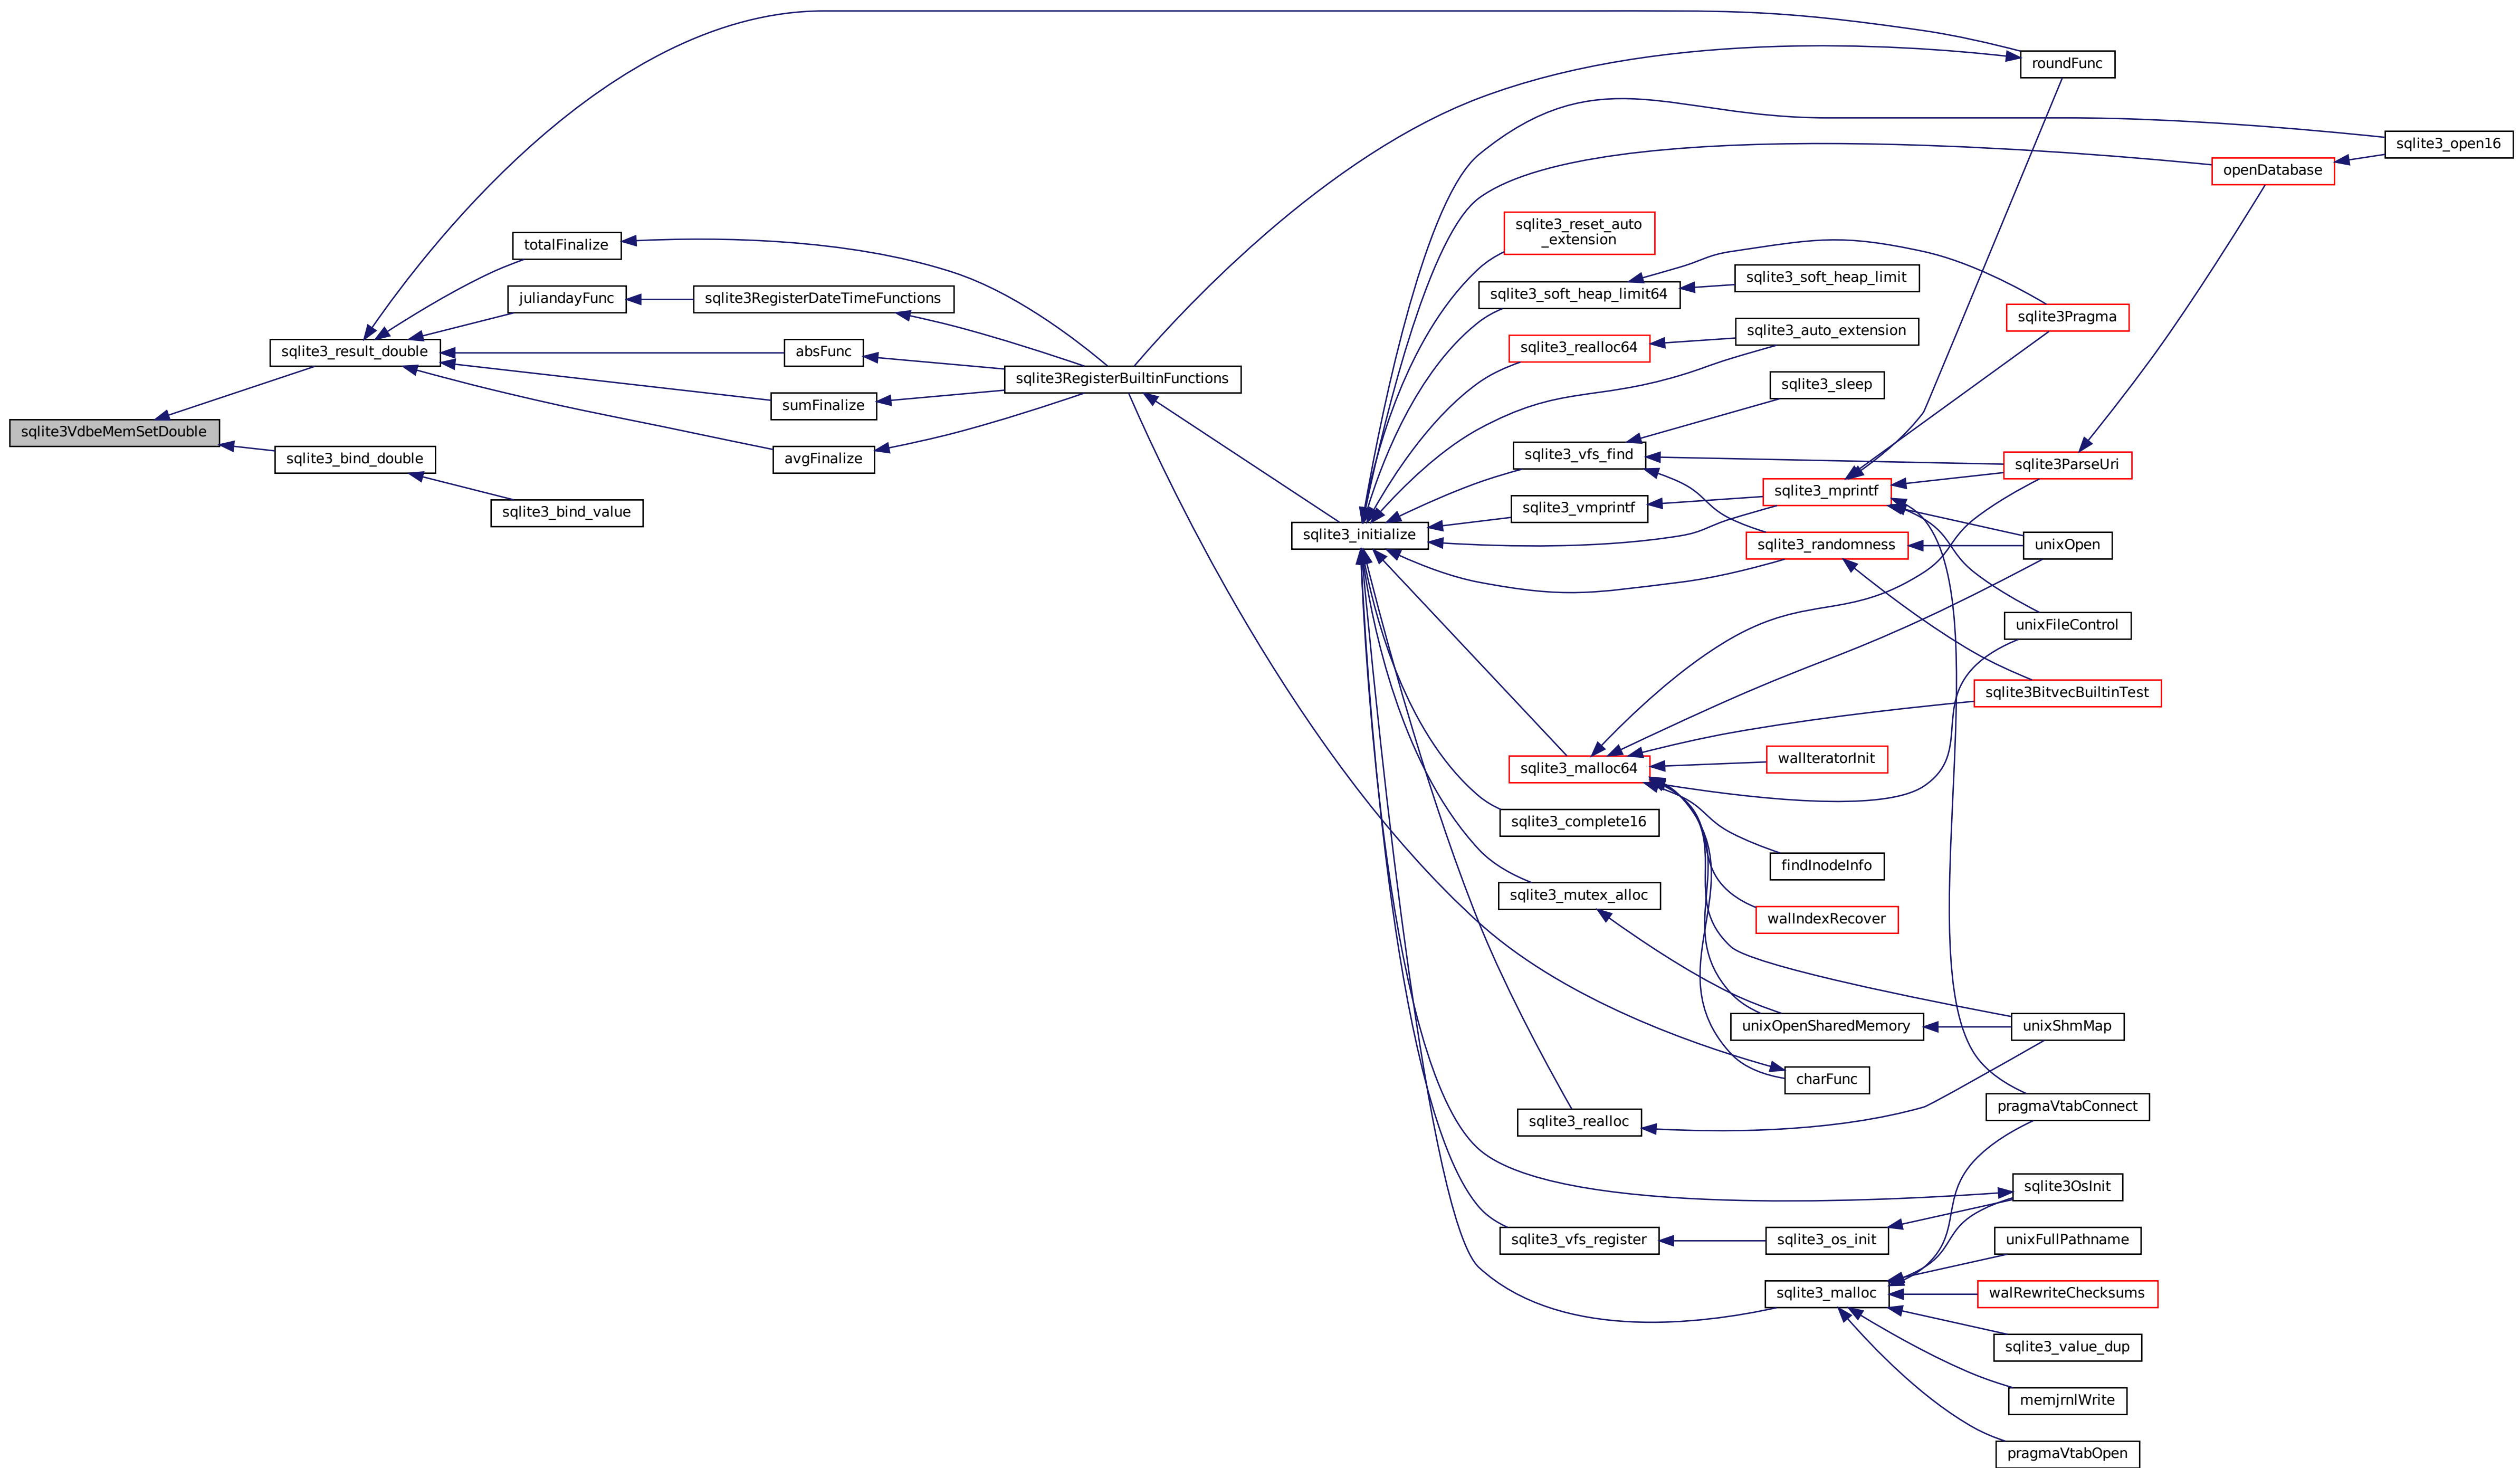 roundFunc
sqlite3_open16
openDatabase
sqlite3_reset_auto
_extension
totalFinalize
sqlite3_soft_heap_limit
sqlite3_soft_heap_limit64
juliandayFunc
sqlite3RegisterDateTimeFunctions
sqlite3Pragma
sqlite3_auto_extension
sqlite3_realloc64
sqlite3_result_double
absFunc
sqlite3RegisterBuiltinFunctions
sqlite3_sleep
sumFinalize
sqlite3VdbeMemSetDouble
sqlite3_bind_double
avgFinalize
sqlite3_vfs_find
sqlite3ParseUri
sqlite3_mprintf
sqlite3_bind_value
sqlite3_vmprintf
sqlite3_initialize
sqlite3_randomness
unixOpen
unixFileControl
sqlite3BitvecBuiltinTest
walIteratorInit
sqlite3_malloc64
sqlite3_complete16
findInodeInfo
sqlite3_mutex_alloc
walIndexRecover
unixOpenSharedMemory
unixShmMap
charFunc
pragmaVtabConnect
sqlite3_realloc
sqlite3OsInit
sqlite3_vfs_register
sqlite3_os_init
unixFullPathname
sqlite3_malloc
walRewriteChecksums
sqlite3_value_dup
memjrnlWrite
pragmaVtabOpen